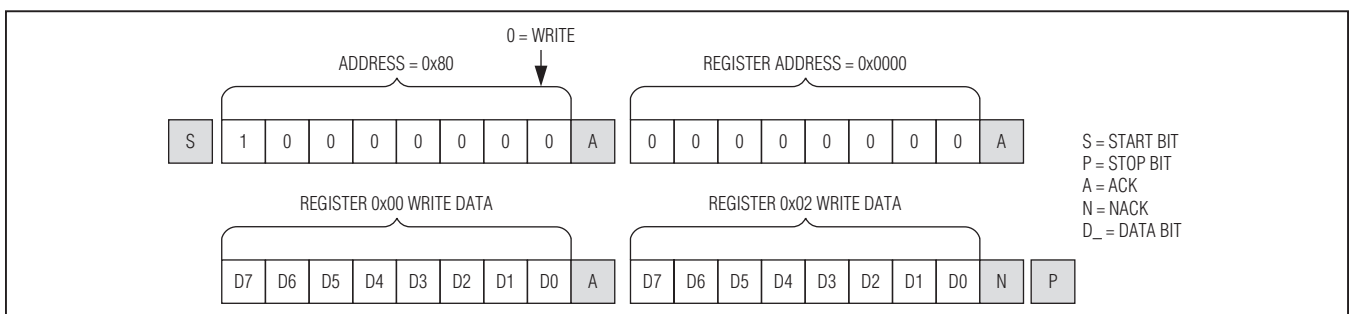 0 = WRITE
ADDRESS = 0x80
REGISTER ADDRESS = 0x0000
S 1 0 0 0 0 0 0 0 A 0 0 0 0 0 0 0 0 A
S = START BIT
P = STOP BIT
A = ACK
N = NACK
D_ = DATA BIT
REGISTER 0x00 WRITE DATA
REGISTER 0x02 WRITE DATA
D7 D6 D5 D4 D3 D2 D1 D0 A D7 D6 D5 D4 D3 D2 D1 D0 N P